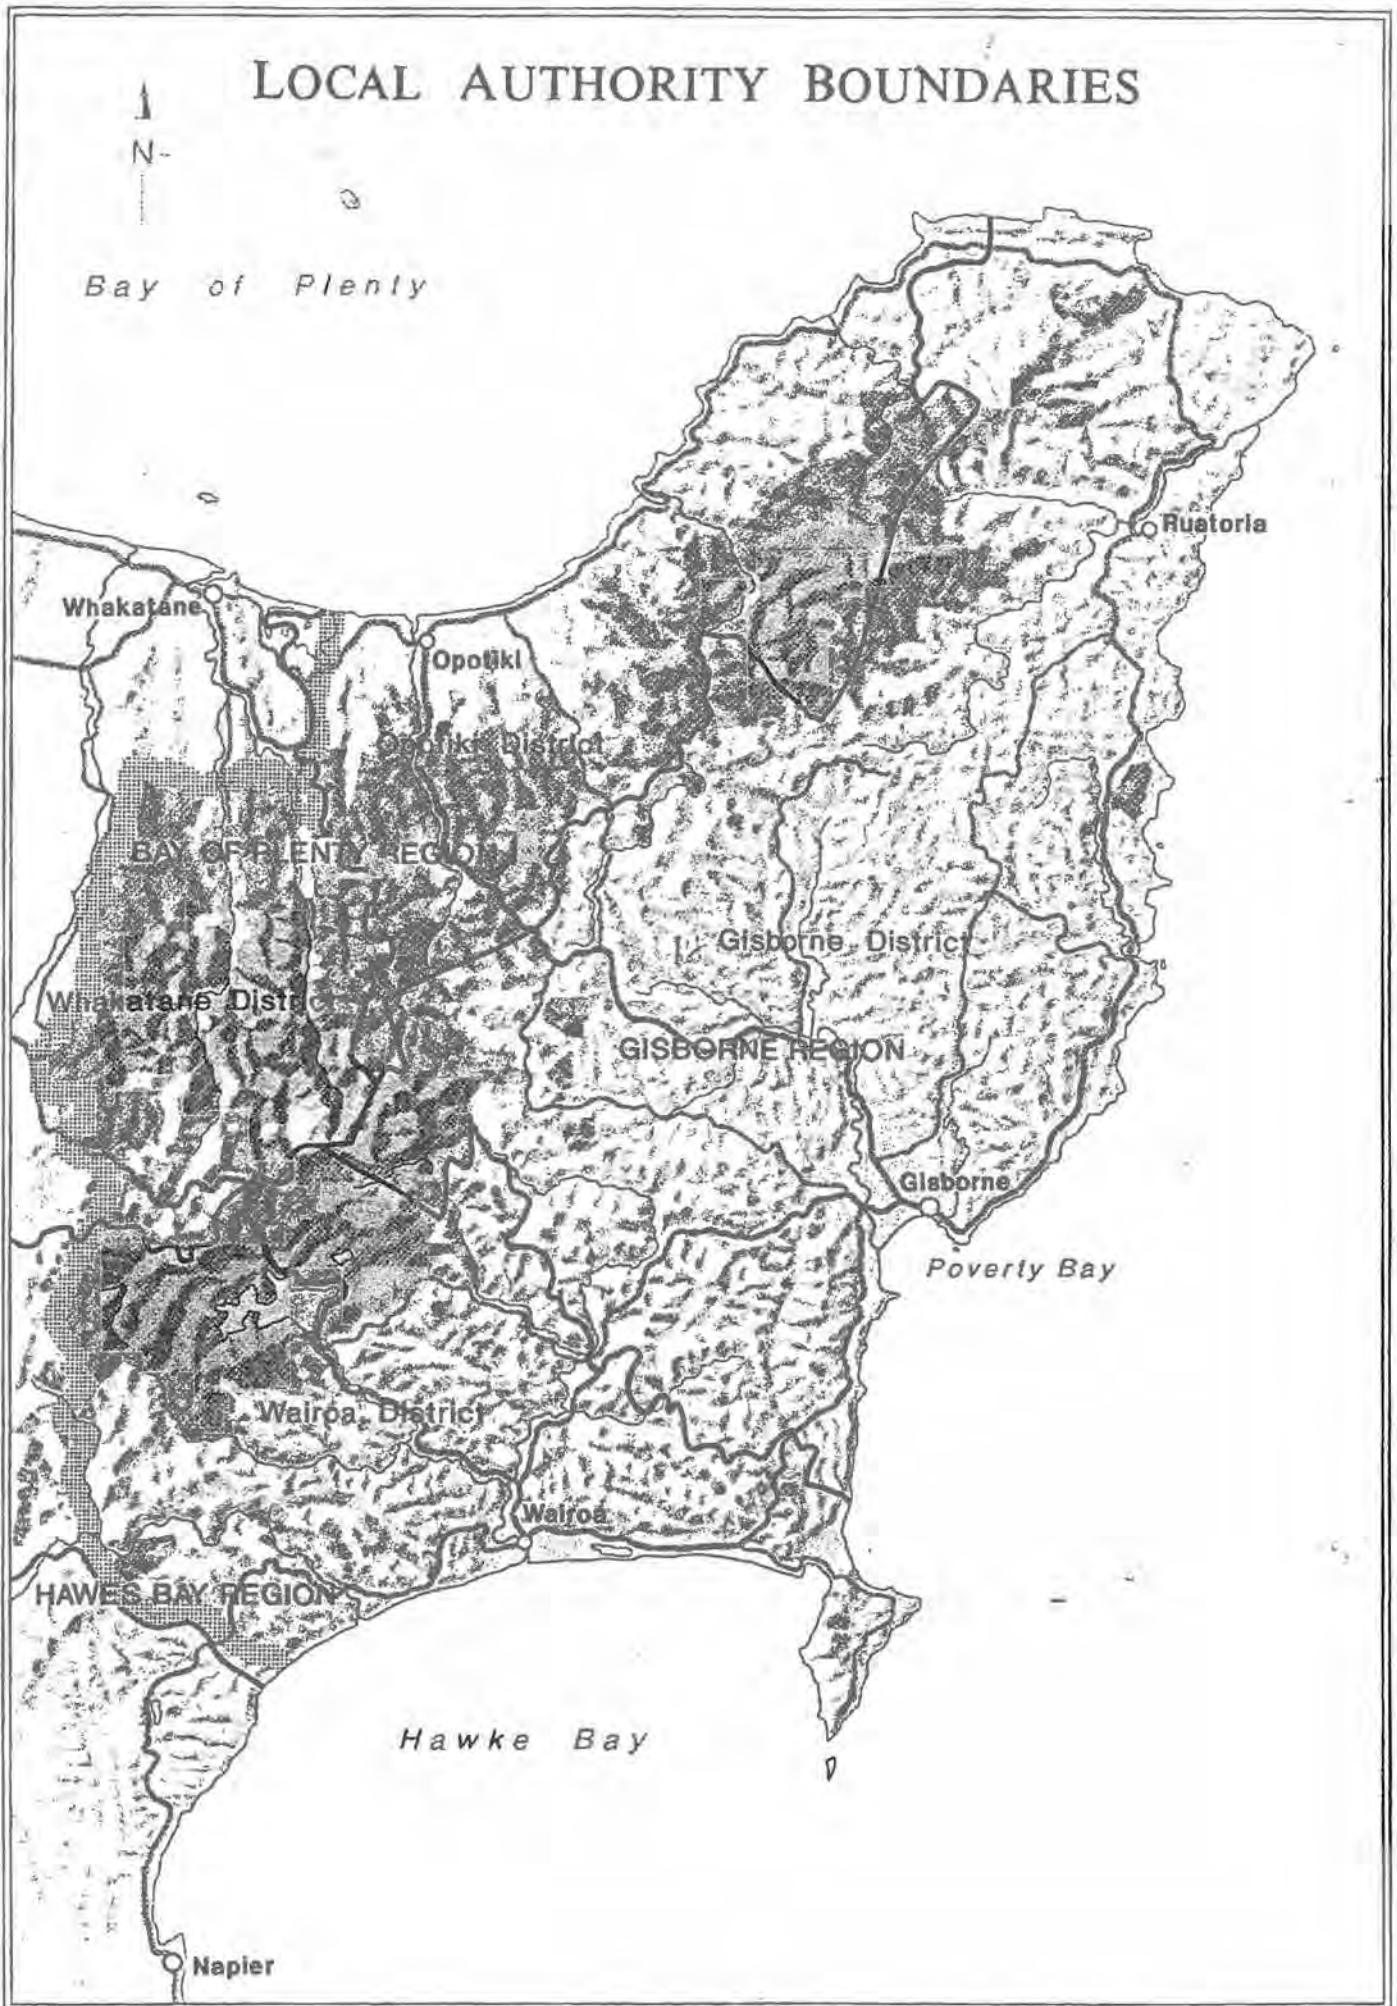 LOCAL AUTHORITY BOUNDARIES
N
Bay of Plenty
Ruatoria
Whakatane
Opotiki
Opotiki District
BAY OF PLENTY REGION
Gisborne District
Whakatane District
GISBORNE REGION
Gisborne
Poverty Bay
Wairoa District
Wairoa
HAWES BAY REGION
Hawke Bay
Napier